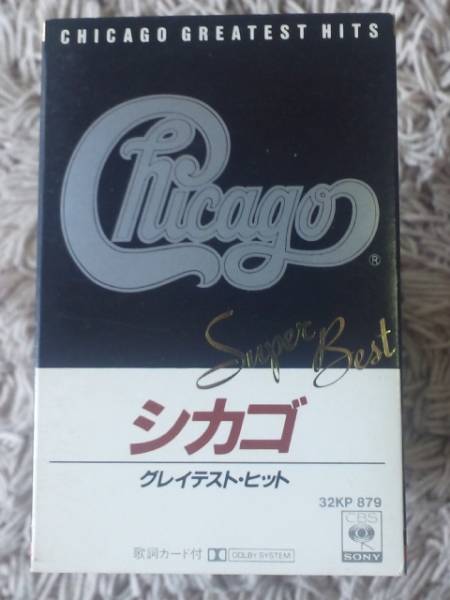 CHICAGO GREATEST HITS
Chicago
®
Super Best
シカゴ
グレイテスト・ヒット
32KP 879
CBS
SONY
歌詞カード付 DOLBY SYSTEM